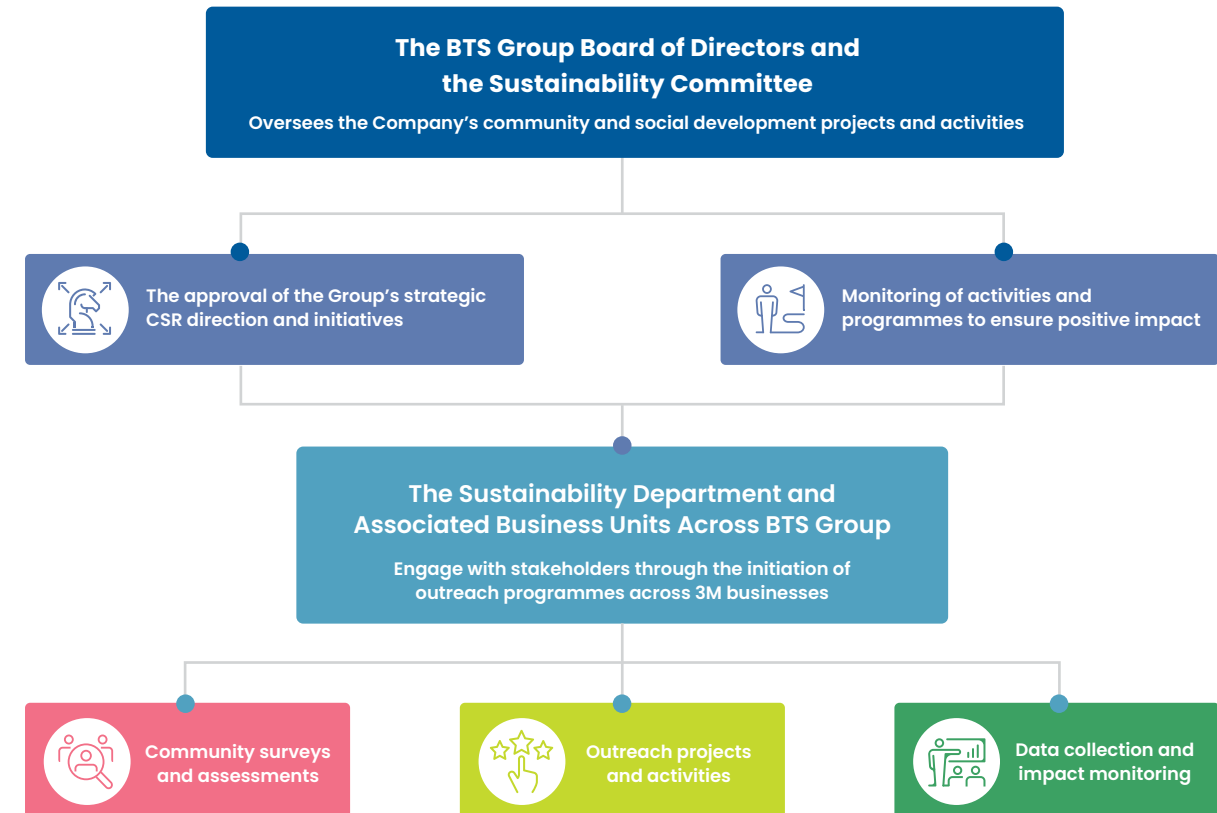 The BTS Group Board of Directors and
the Sustainability Committee
Oversees the Company’s community and social development projects and activities
The approval of the Group’s strategic
CSR direction and initiatives
Monitoring of activities and
programmes to ensure positive impact
The Sustainability Department and
Associated Business Units Across BTS Group
Engage with stakeholders through the initiation of
outreach programmes across 3M businesses
Community surveys
and assessments
Outreach projects
and activities
Data collection and
impact monitoring